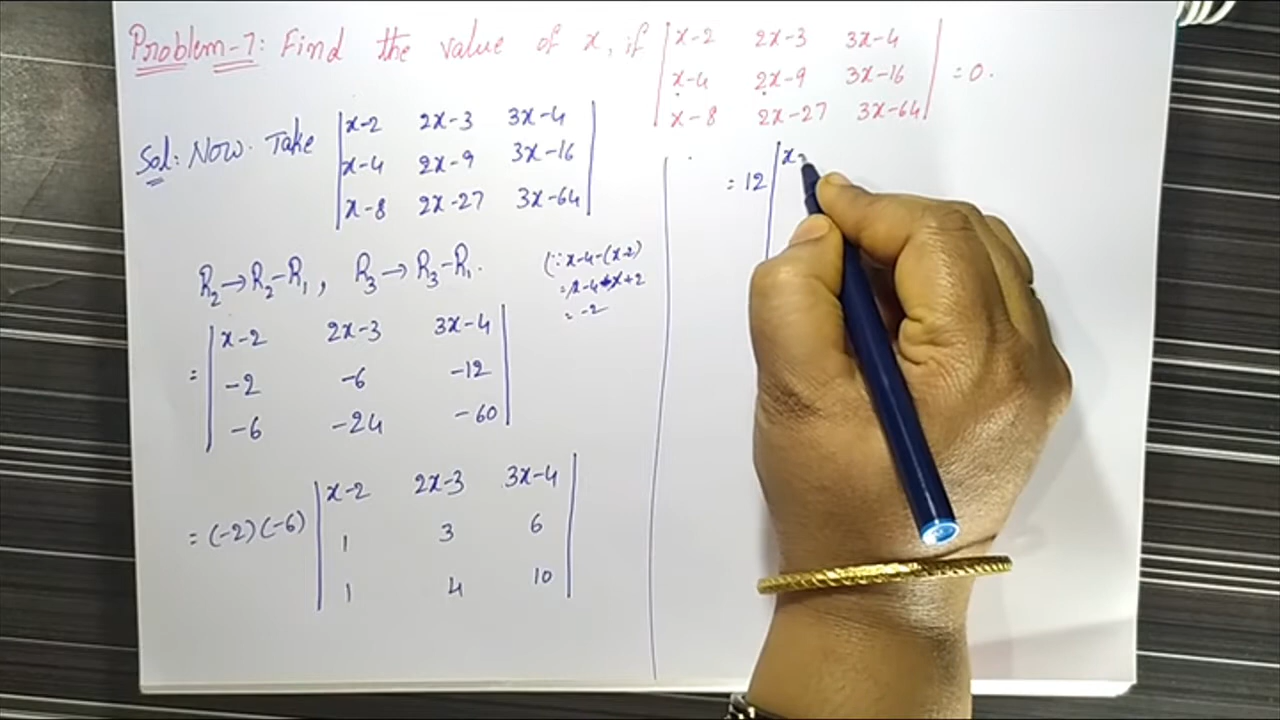 Problem-7: Find the value of x, if | x-2 2x-3 3x-4 |
| x-4 2x-9 3x-16 | = 0.
| x-8 2x-27 3x-64 |
Sol: Now Take | x-2 2x-3 3x-4 |
| x-4 2x-9 3x-16 |
| x-8 2x-27 3x-64 |
R₂→R₂-R₁, R₃→R₃-R₁.
(∵ x-4-(x-2)
= x-4-x+2
= -2
= | x-2 2x-3 3x-4 |
| -2 -6 -12 |
| -6 -24 -60 |
= (-2)(-6) | x-2 2x-3 3x-4 |
| 1 3 6 |
| 1 4 10 |
= 12 | x-